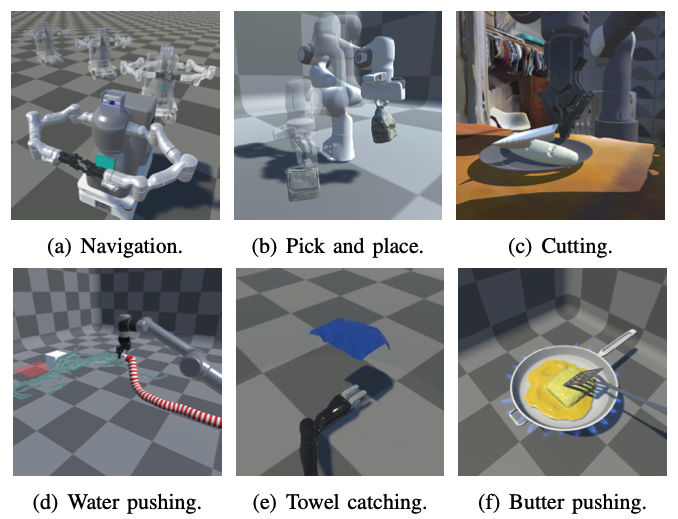 (a) Navigation.
(b) Pick and place.
(c) Cutting.
(d) Water pushing.
(e) Towel catching.
(f) Butter pushing.